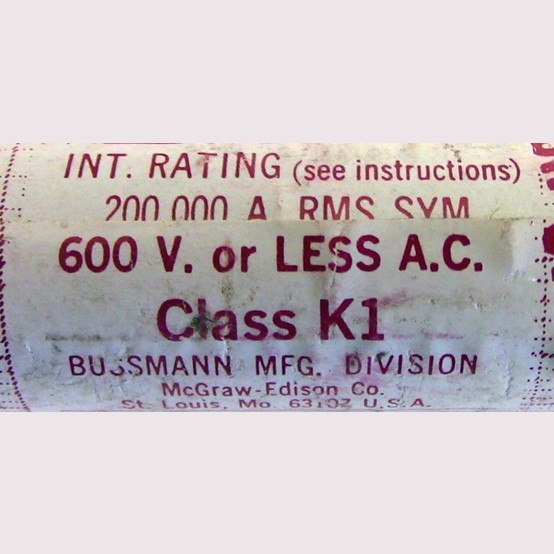 INT. RATING (see instructions)
200 000 A RMS SYM
600 V. or LESS A.C.
Class K1
BUSSMANN MFG. DIVISION
McGraw-Edison Co.
St. Louis, Mo. 63102 U.S.A.